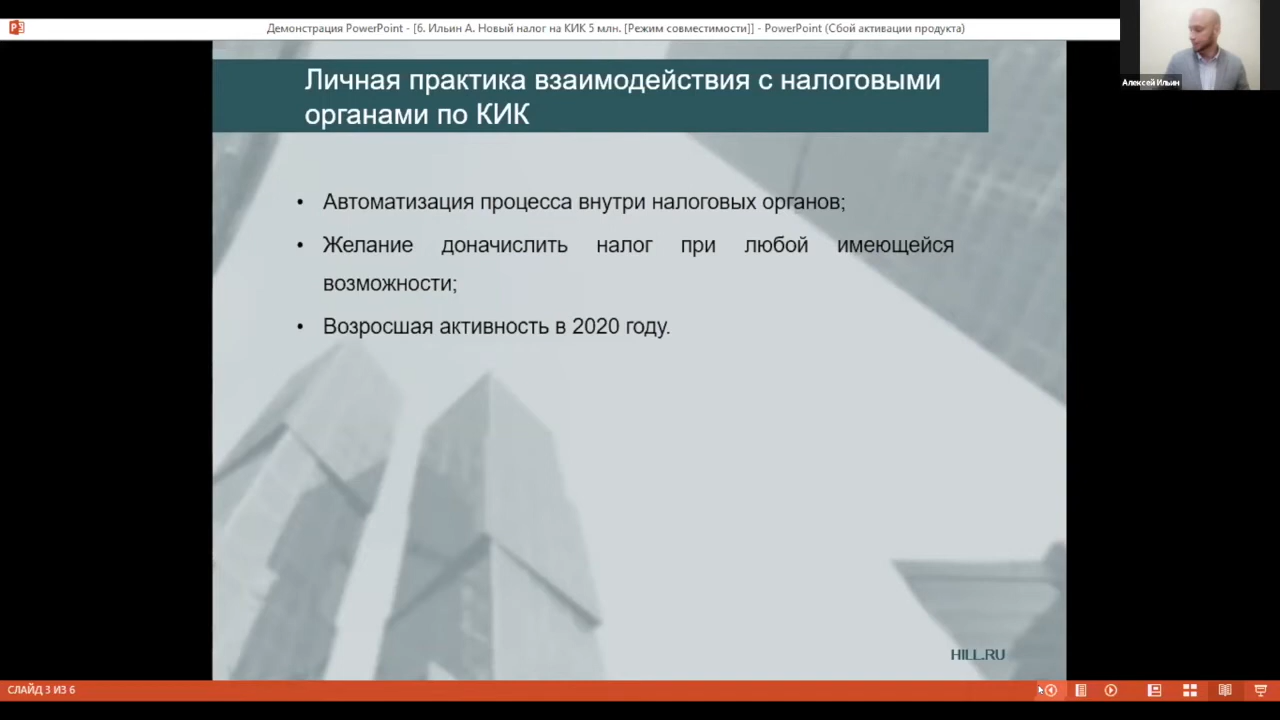 Демонстрация PowerPoint - [6. Ильин А. Новый налог на КИК 5 млн. [Режим совместимости]] - PowerPoint (Сбой активации продукта)
Алексей Ильин
Личная практика взаимодействия с налоговыми
органами по КИК
• Автоматизация процесса внутри налоговых органов;
• Желание доначислить налог при любой имеющейся
возможности;
• Возросшая активность в 2020 году.
HILL.RU
СЛАЙД 3 ИЗ 6